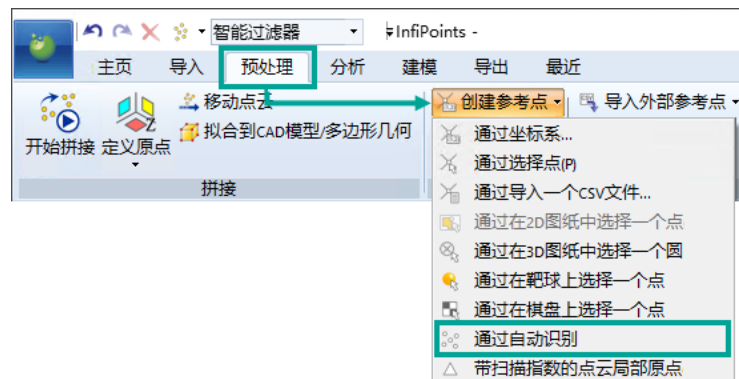 智能过滤器
InfiPoints -
主页 导入 预处理 分析 建模 导出 最近
开始拼接
定义原点
移动点云
拟合到CAD模型/多边形几何
拼接
创建参考点
导入外部参考点
通过坐标系...
通过选择点(P)
通过导入一个CSV文件...
通过在2D图纸中选择一个点
通过在3D图纸中选择一个圆
通过在靶球上选择一个点
通过在棋盘上选择一个点
通过自动识别
带扫描指数的点云局部原点